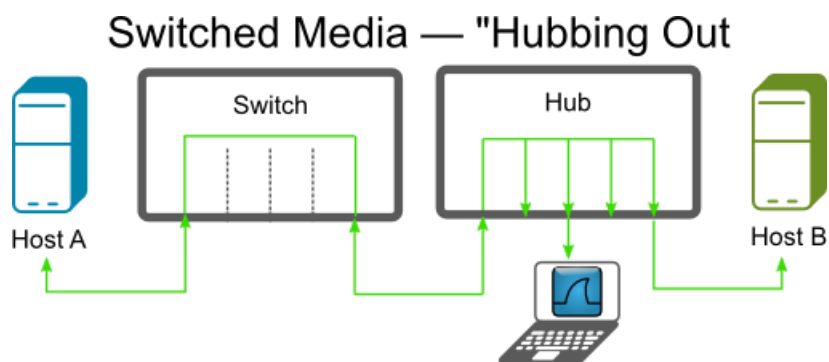 Switched Media — "Hubbing Out
Switch
Hub
Host A
Host B